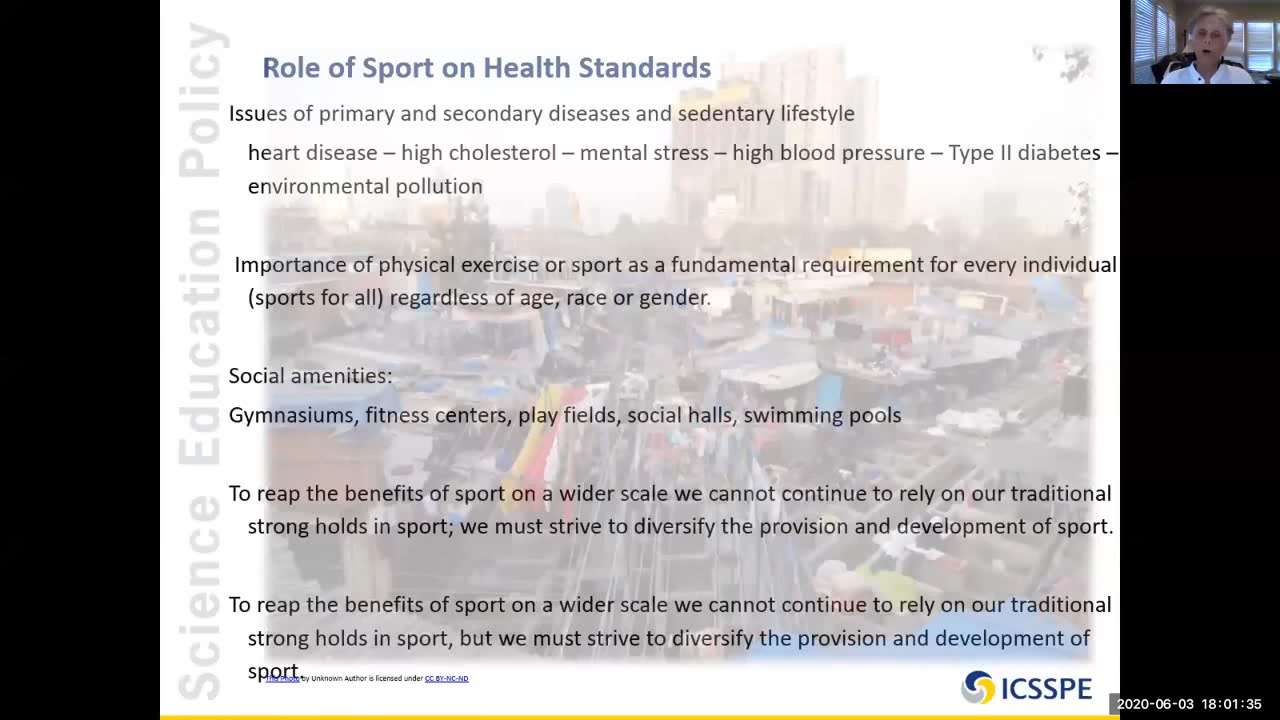 Science Education Policy
Role of Sport on Health Standards
Issues of primary and secondary diseases and sedentary lifestyle
heart disease – high cholesterol – mental stress – high blood pressure – Type II diabetes –
environmental pollution
Importance of physical exercise or sport as a fundamental requirement for every individual
(sports for all) regardless of age, race or gender.
Social amenities:
Gymnasiums, fitness centers, play fields, social halls, swimming pools
To reap the benefits of sport on a wider scale we cannot continue to rely on our traditional
strong holds in sport; we must strive to diversify the provision and development of sport.
To reap the benefits of sport on a wider scale we cannot continue to rely on our traditional
strong holds in sport, but we must strive to diversify the provision and development of
sport.
This Photo by Unknown Author is licensed under CC BY-NC-ND
ICSSPE
2020-06-03 18:01:35